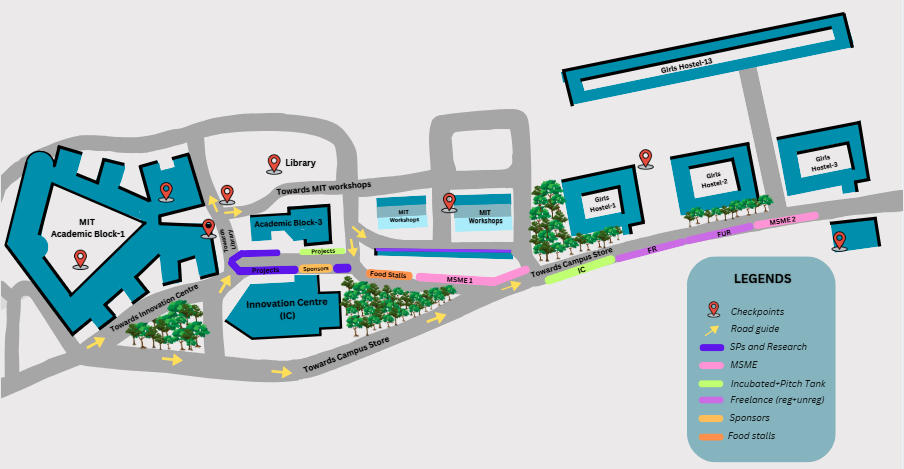 Girls Hostel-13
Library
Towards MIT workshops
Girls
Hostel-3
Girls
Hostel-2
Girls
Hostel-1
MIT
Academic Block-1
Towards
Library
Academic Block-3
MIT
Workshops
MIT
Workshops
MSME 2
FUR
FR
IC
Towards Campus Store
Projects
Projects
Sponsors
Food Stalls
MSME 1
Towards Innovation Centre
Innovation Centre
(IC)
Towards Campus Store
LEGENDS
Checkpoints
Road guide
SPs and Research
MSME
Incubated+Pitch Tank
Freelance (reg+unreg)
Sponsors
Food stalls